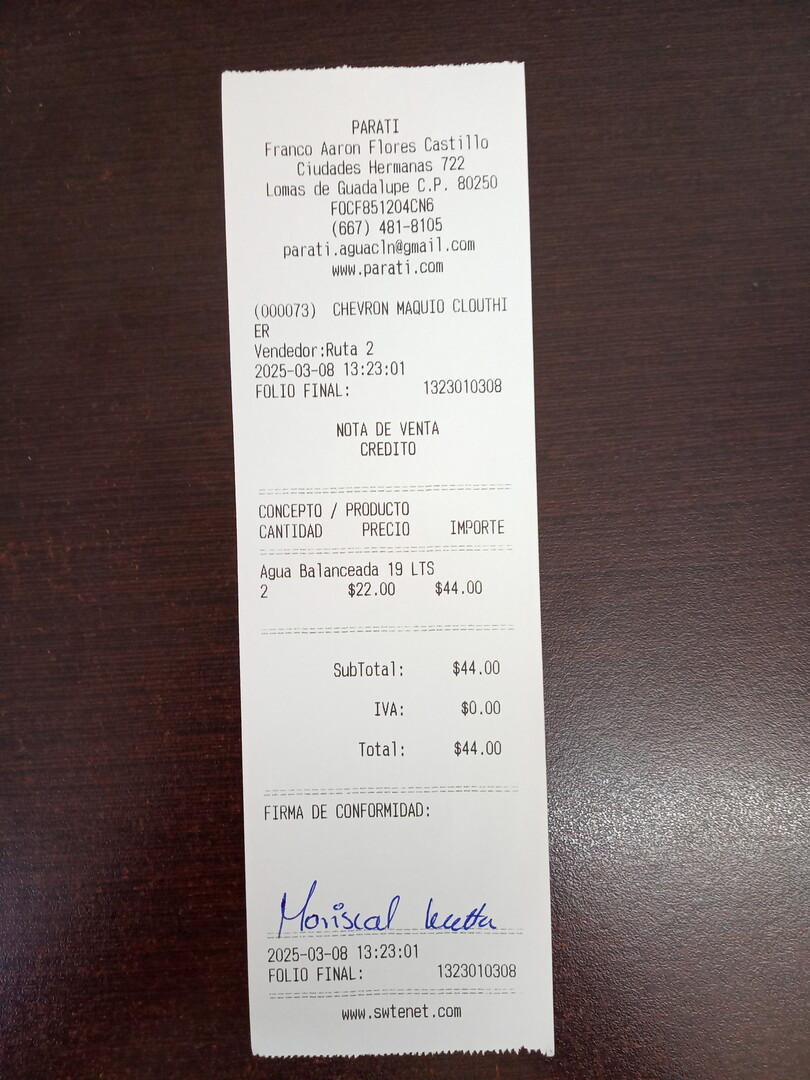 PARATI
Franco Aaron Flores Castillo
Ciudades Hermanas 722
Lomas de Guadalupe C.P. 80250
FOCF851204CN6
(667) 481-8105
parati.aguacln@gmail.com
www.parati.com
(000073) CHEVRON MAQUIO CLOUTHI
ER
Vendedor:Ruta 2
2025-03-08 13:23:01
FOLIO FINAL: 1323010308
NOTA DE VENTA
CREDITO
CONCEPTO / PRODUCTO
CANTIDAD PRECIO IMPORTE
Agua Balanceada 19 LTS
2 $22.00 $44.00
SubTotal: $44.00
IVA: $0.00
Total: $44.00
FIRMA DE CONFORMIDAD:
Moriscal
2025-03-08 13:23:01
FOLIO FINAL: 1323010308
www.swtenet.com